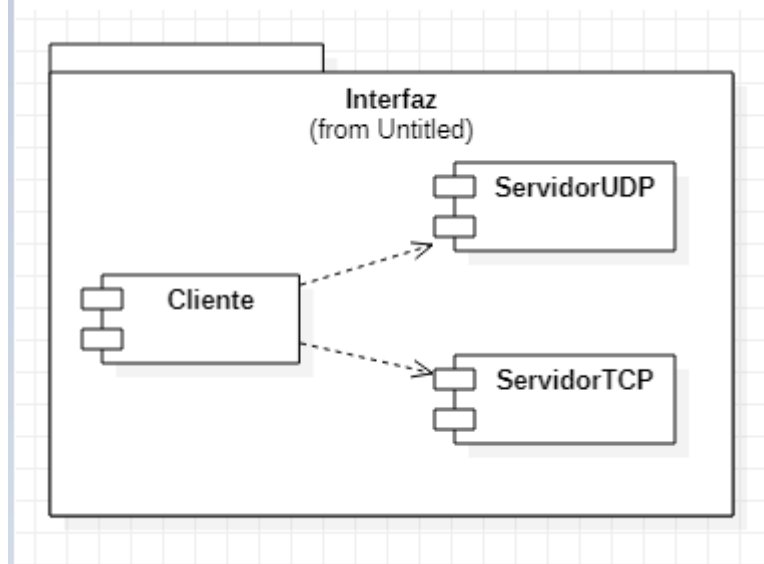 Interfaz
(from Untitled)
ServidorUDP
Cliente
ServidorTCP